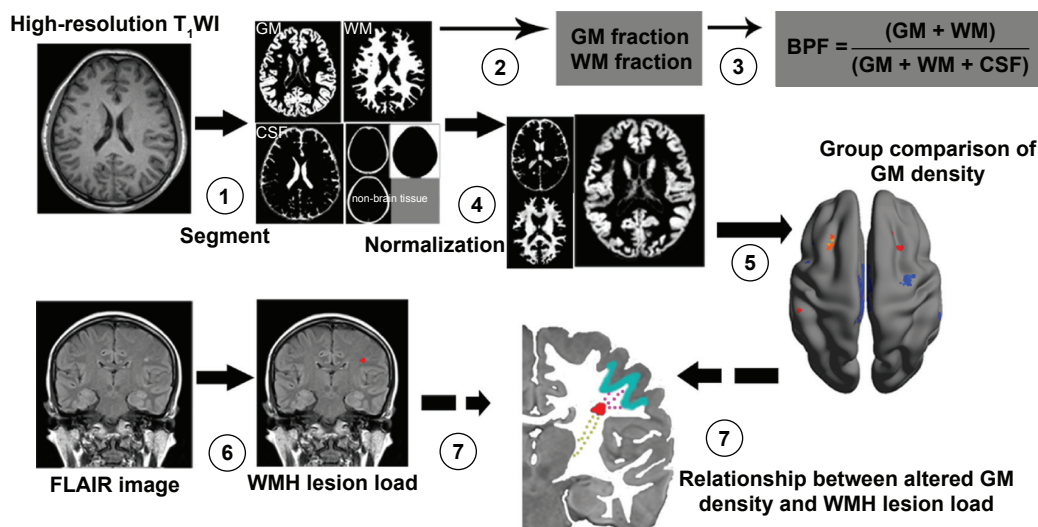 High-resolution T₁WI
GM
WM
CSF
non-brain tissue
1
Segment
2
GM fraction
WM fraction
3
BPF = (GM + WM)
(GM + WM + CSF)
4
Normalization
5
Group comparison of
GM density
6
FLAIR image
WMH lesion load
7
7
Relationship between altered GM
density and WMH lesion load